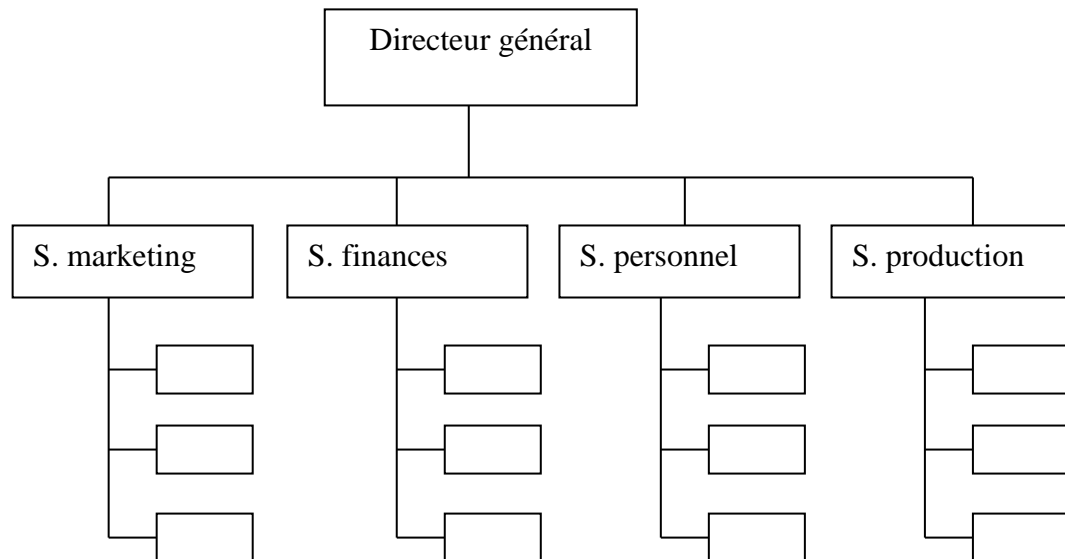 Directeur général
S. marketing
S. finances
S. personnel
S. production